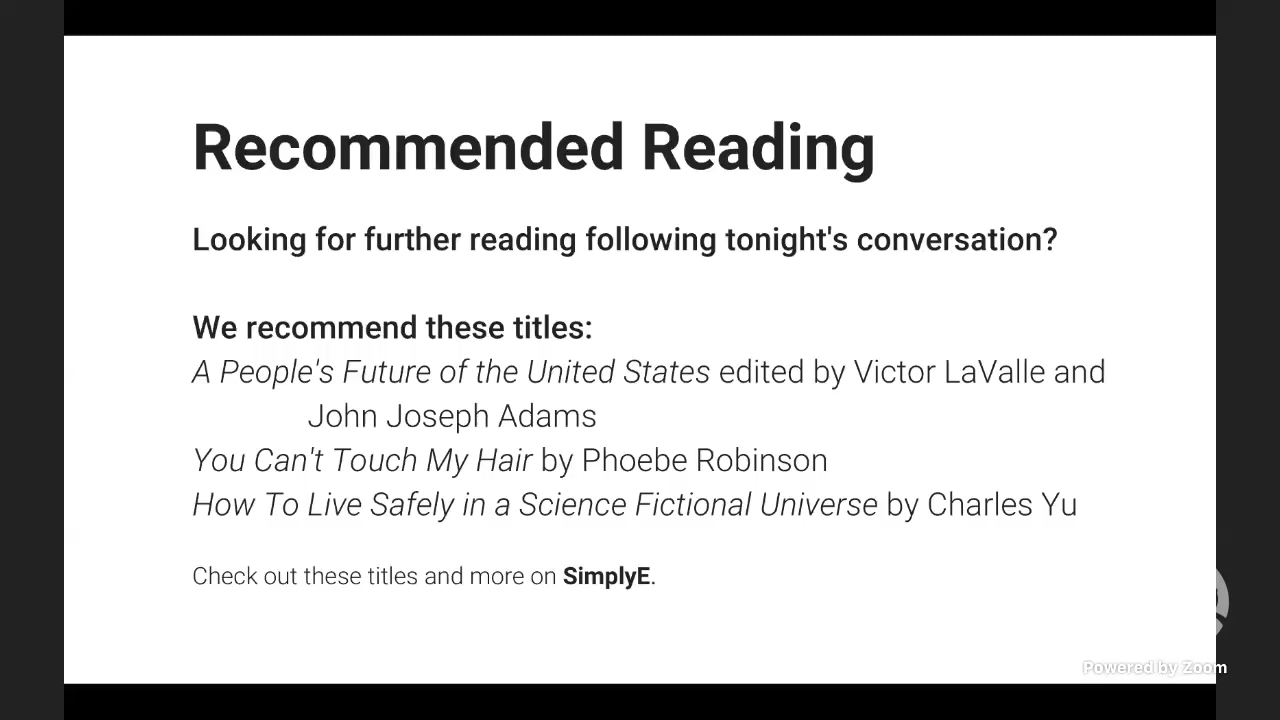 Recommended Reading
Looking for further reading following tonight's conversation?
We recommend these titles:
A People's Future of the United States edited by Victor LaValle and
John Joseph Adams
You Can't Touch My Hair by Phoebe Robinson
How To Live Safely in a Science Fictional Universe by Charles Yu
Check out these titles and more on SimplyE.
Powered by Zoom